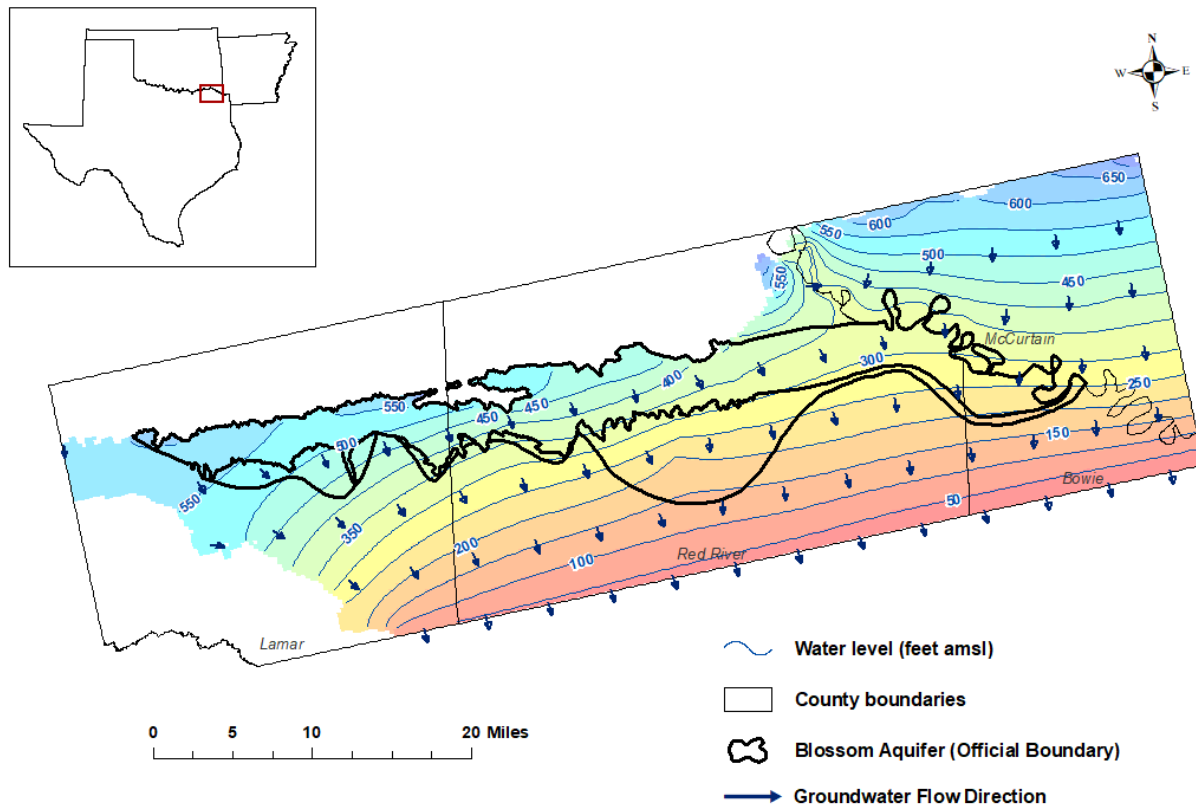 N
W E
S
650
600
600
550
500
550
450
McCurtain
300
400
250
550
450
450
500
150
550
Bowie
50
350
200
Red River
100
Lamar
Water level (feet amsl)
County boundaries
0 5 10 20 Miles
Blossom Aquifer (Official Boundary)
Groundwater Flow Direction